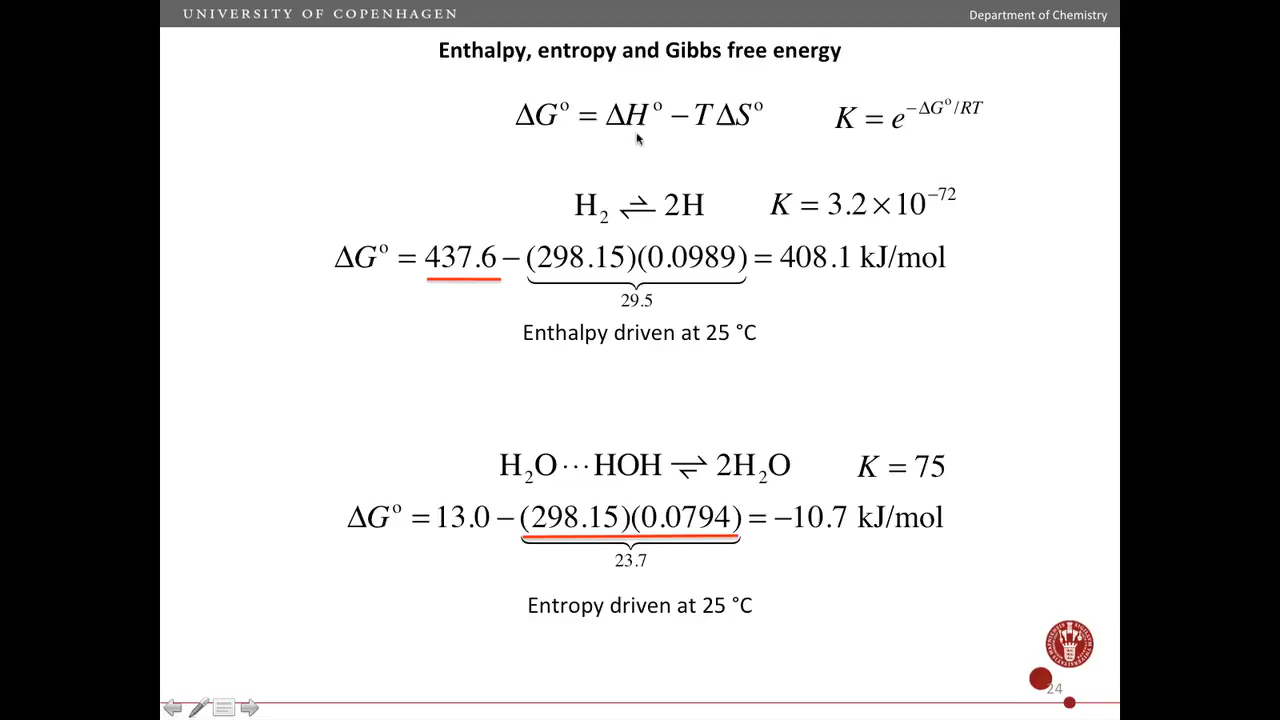 UNIVERSITY OF COPENHAGEN
Department of Chemistry
Enthalpy, entropy and Gibbs free energy
ΔG° = ΔH° − TΔS° K = e^(−ΔG°/RT)
H₂ ⇌ 2H K = 3.2 × 10⁻⁷²
ΔG° = 437.6 − (298.15)(0.0989) = 408.1 kJ/mol
29.5
Enthalpy driven at 25 °C
H₂O ⋯ HOH ⇌ 2H₂O K = 75
ΔG° = 13.0 − (298.15)(0.0794) = −10.7 kJ/mol
23.7
Entropy driven at 25 °C
24